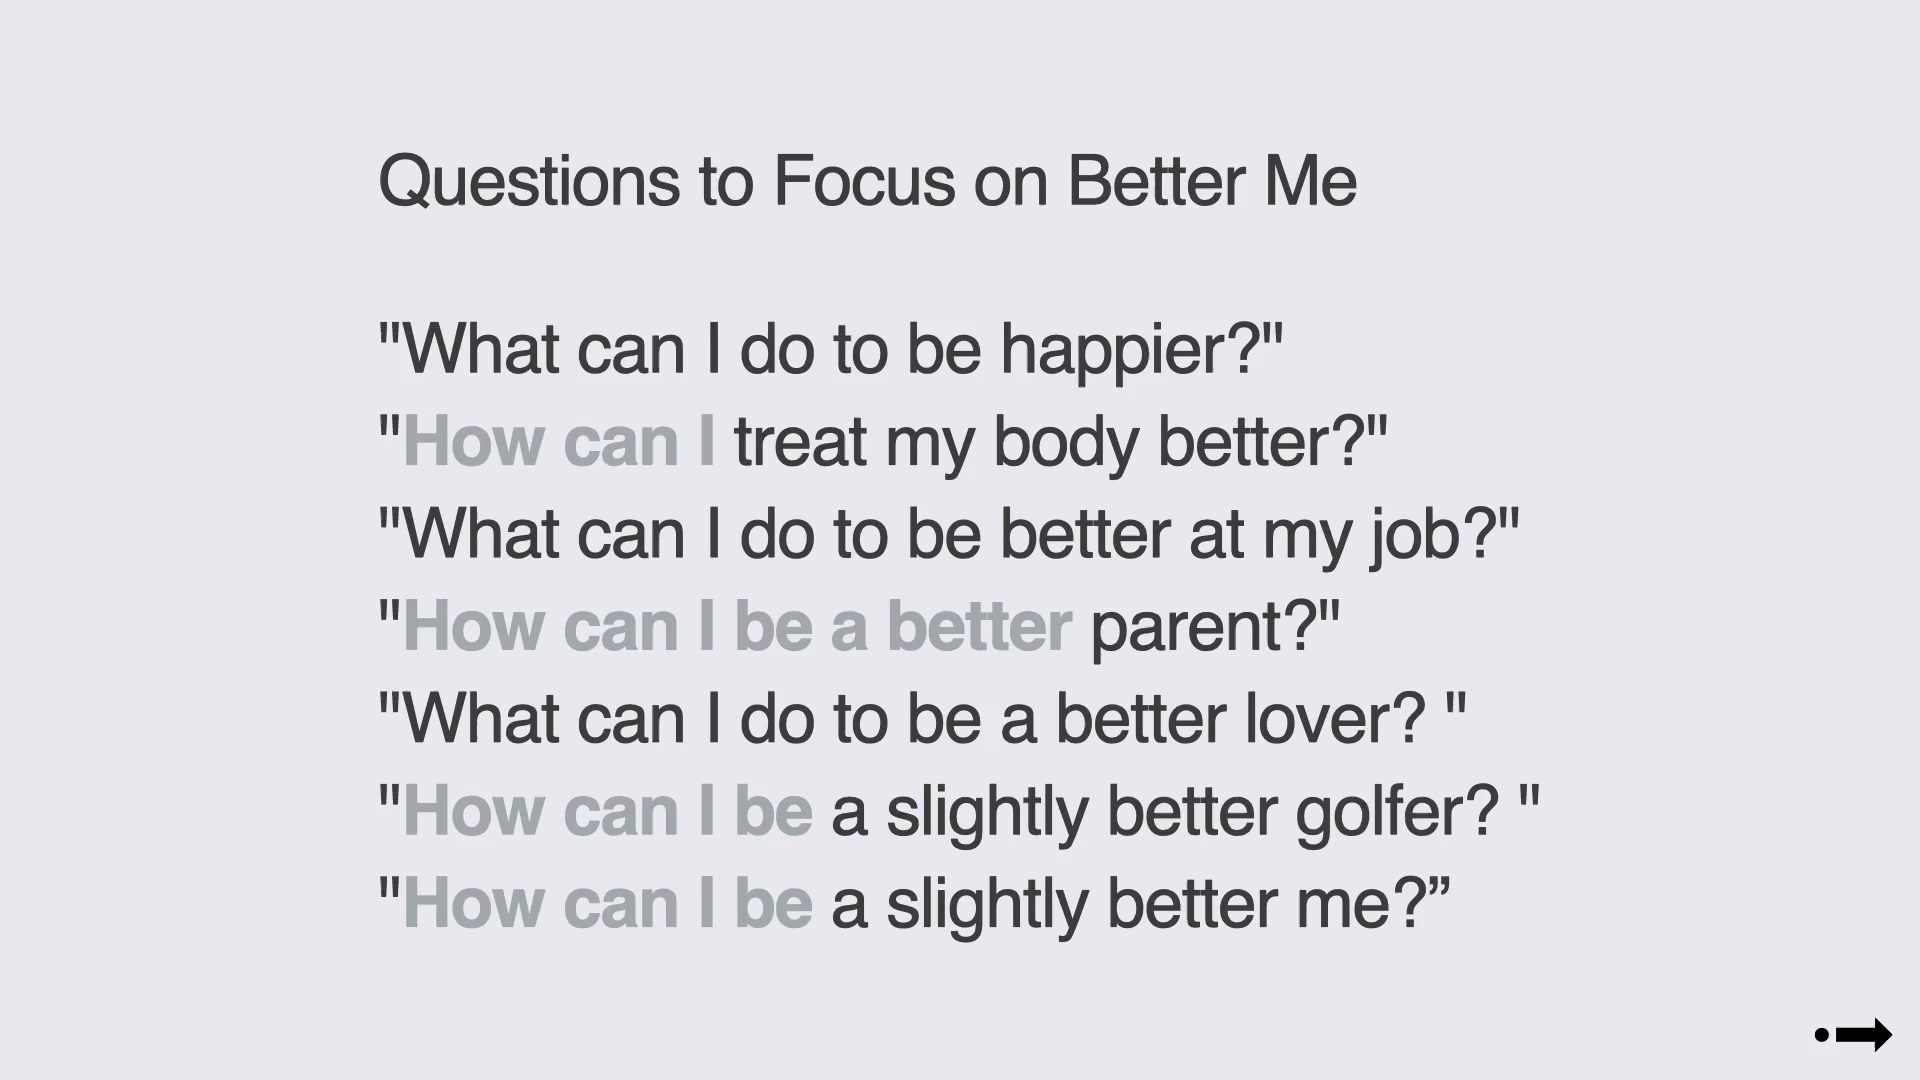 Questions to Focus on Better Me
"What can I do to be happier?"
"How can I treat my body better?"
"What can I do to be better at my job?"
"How can I be a better parent?"
"What can I do to be a better lover? "
"How can I be a slightly better golfer? "
"How can I be a slightly better me?”